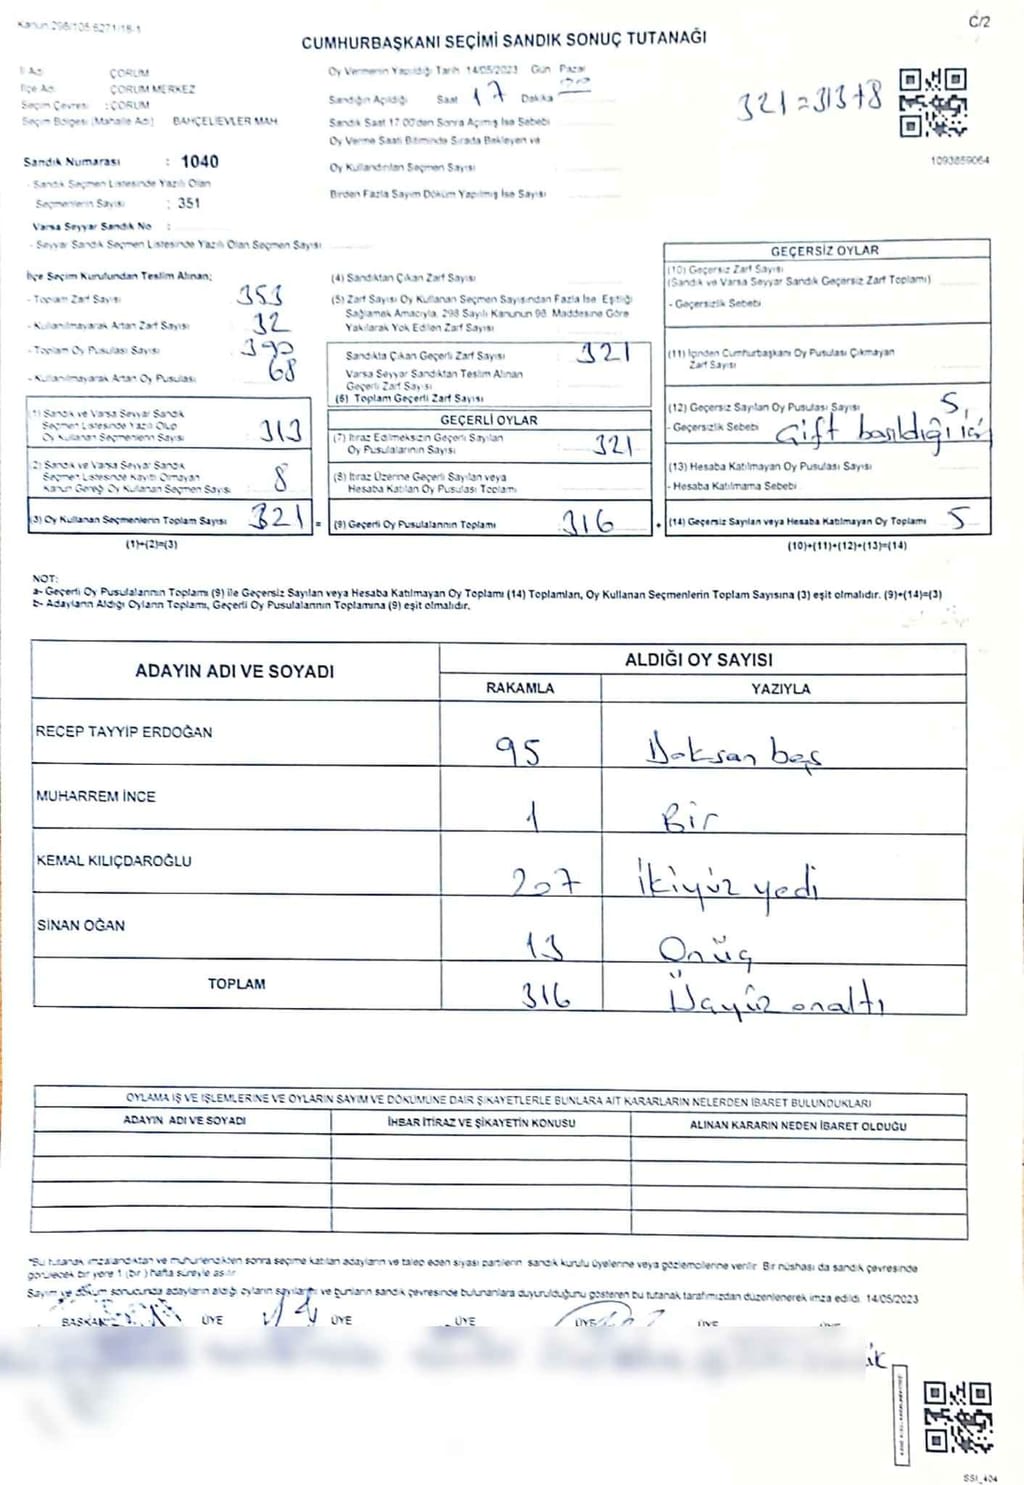 Kanun 298/105 6271/18-1
C/2
CUMHURBAŞKANI SEÇİMİ SANDIK SONUÇ TUTANAĞI
İl Adı : ÇORUM
İlçe Adı : ÇORUM MERKEZ
Seçim Çevresi : ÇORUM
Seçim Bölgesi (Mahalle Adı) BAHÇELİEVLER MAH
Sandık Numarası : 1040
- Sandık Seçmen Listesinde Yazılı Olan
Seçmenlerin Sayısı : 351
Varsa Seyyar Sandık No :
- Seyyar Sandık Seçmen Listesinde Yazılı Olan Seçmen Sayısı
Oy Vermenin Yapıldığı Tarih 14/05/2023 Gün Pazar
Sandığın Açıldığı Saat 17 Dakika
Sandık Saat 17:00'den Sonra Açılmış İse Sebebi
Oy Verme Saati Bitiminde Sırada Bekleyen ve
Oy Kullandırılan Seçmen Sayısı
Birden Fazla Sayım Döküm Yapılmış İse Sayısı
321=313+8
1093859064
İlçe Seçim Kurulundan Teslim Alınan;
- Toplam Zarf Sayısı 353
- Kullanılmayarak Artan Zarf Sayısı 32
- Toplam Oy Pusulası Sayısı 390
- Kullanılmayarak Artan Oy Pusulası 68
(1) Sandık ve Varsa Seyyar Sandık
Seçmen Listesinde Yazılı Olup
Oy Kullanan Seçmenlerin Sayısı 313
(2) Sandık ve Varsa Seyyar Sandık
Seçmen Listesinde Kayıtlı Olmayan
Kanun Gereği Oy Kullanan Seçmen Sayısı 8
(3) Oy Kullanan Seçmenlerin Toplam Sayısı 321 =
(1)+(2)=(3)
(4) Sandıktan Çıkan Zarf Sayısı
(5) Zarf Sayısı Oy Kullanan Seçmen Sayısından Fazla İse, Eşitliği
Sağlamak Amacıyla, 298 Sayılı Kanunun 98. Maddesine Göre
Yakılarak Yok Edilen Zarf Sayısı
Sandıkta Çıkan Geçerli Zarf Sayısı 321
Varsa Seyyar Sandıktan Teslim Alınan
Geçerli Zarf Sayısı
(6) Toplam Geçerli Zarf Sayısı
GEÇERLİ OYLAR
(7) İtiraz Edilmeksizin Geçerli Sayılan
Oy Pusulalarının Sayısı 321
(8) İtiraz Üzerine Geçerli Sayılan veya
Hesaba Katılan Oy Pusulası Toplamı
(9) Geçerli Oy Pusulalarının Toplamı 316 +
GEÇERSİZ OYLAR
(10) Geçersiz Zarf Sayısı
(Sandık ve Varsa Seyyar Sandık Geçersiz Zarf Toplamı)
- Geçersizlik Sebebi
(11) İçinden Cumhurbaşkanı Oy Pusulası Çıkmayan
Zarf Sayısı
(12) Geçersiz Sayılan Oy Pusulası Sayısı 5,
- Geçersizlik Sebebi Çift basıldığı için
(13) Hesaba Katılmayan Oy Pusulası Sayısı
- Hesaba Katılmama Sebebi
(14) Geçersiz Sayılan veya Hesaba Katılmayan Oy Toplamı 5
(10)+(11)+(12)+(13)=(14)
NOT:
a- Geçerli Oy Pusulalarının Toplamı (9) ile Geçersiz Sayılan veya Hesaba Katılmayan Oy Toplamı (14) Toplamları, Oy Kullanan Seçmenlerin Toplam Sayısına (3) eşit olmalıdır. (9)+(14)=(3)
b- Adayların Aldığı Oyların Toplamı, Geçerli Oy Pusulalarının Toplamına (9) eşit olmalıdır.
ADAYIN ADI VE SOYADI
ALDIĞI OY SAYISI
RAKAMLA YAZIYLA
RECEP TAYYİP ERDOĞAN 95 Doksan beş
MUHARREM İNCE 1 Bir
KEMAL KILIÇDAROĞLU 207 İkiyüz yedi
SİNAN OĞAN 13 Onüç
TOPLAM 316 Üçyüz onaltı
OYLAMA İŞ VE İŞLEMLERİNE VE OYLARIN SAYIM VE DÖKÜMÜNE DAİR ŞİKAYETLERLE BUNLARA AİT KARARLARIN NELERDEN İBARET BULUNDUKLARI
ADAYIN ADI VE SOYADI İHBAR İTİRAZ VE ŞİKAYETİN KONUSU ALINAN KARARIN NEDEN İBARET OLDUĞU
*Bu tutanak imzalandıktan ve mühürlendikten sonra seçime katılan adayların ve talep eden siyasi partilerin sandık kurulu üyelerine veya gözlemcilerine verilir. Bir nüshası da sandık çevresinde
görülecek bir yere 1 (bir) hafta süreyle asılır.
Sayım ve döküm sonucunda adayların aldığı oyların sayılarını ve bunların sandık çevresinde bulunanlara duyurulduğunu gösteren bu tutanak tarafımızdan düzenlenerek imza edildi. 14/05/2023
BAŞKAN ÜYE ÜYE ÜYE ÜYE ÜYE ÜYE
SSI_404